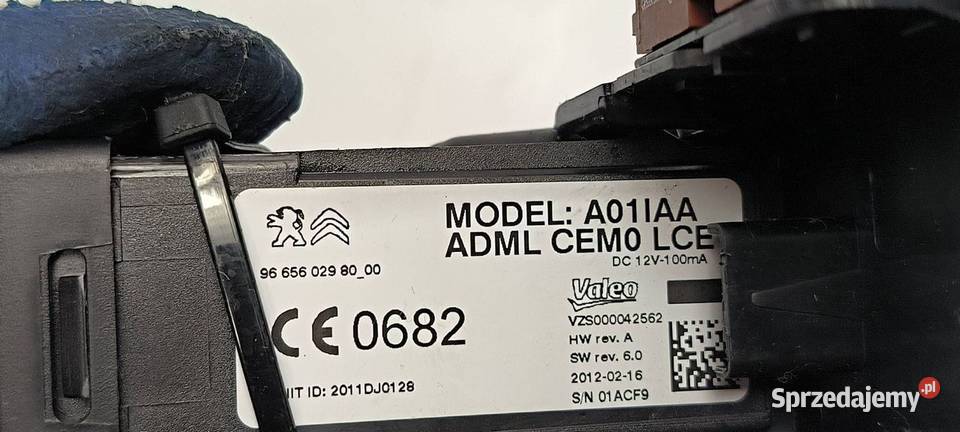 MODEL: A01IAA
ADML CEM0 LCE
DC 12V-100mA
96 656 029 80_00
Valeo
VZS000042562
CE 0682
HW rev. A
SW rev. 6.0
2012-02-16
S/N 01ACF9
ID: 2011DJ0128
Sprzedajemy.pl